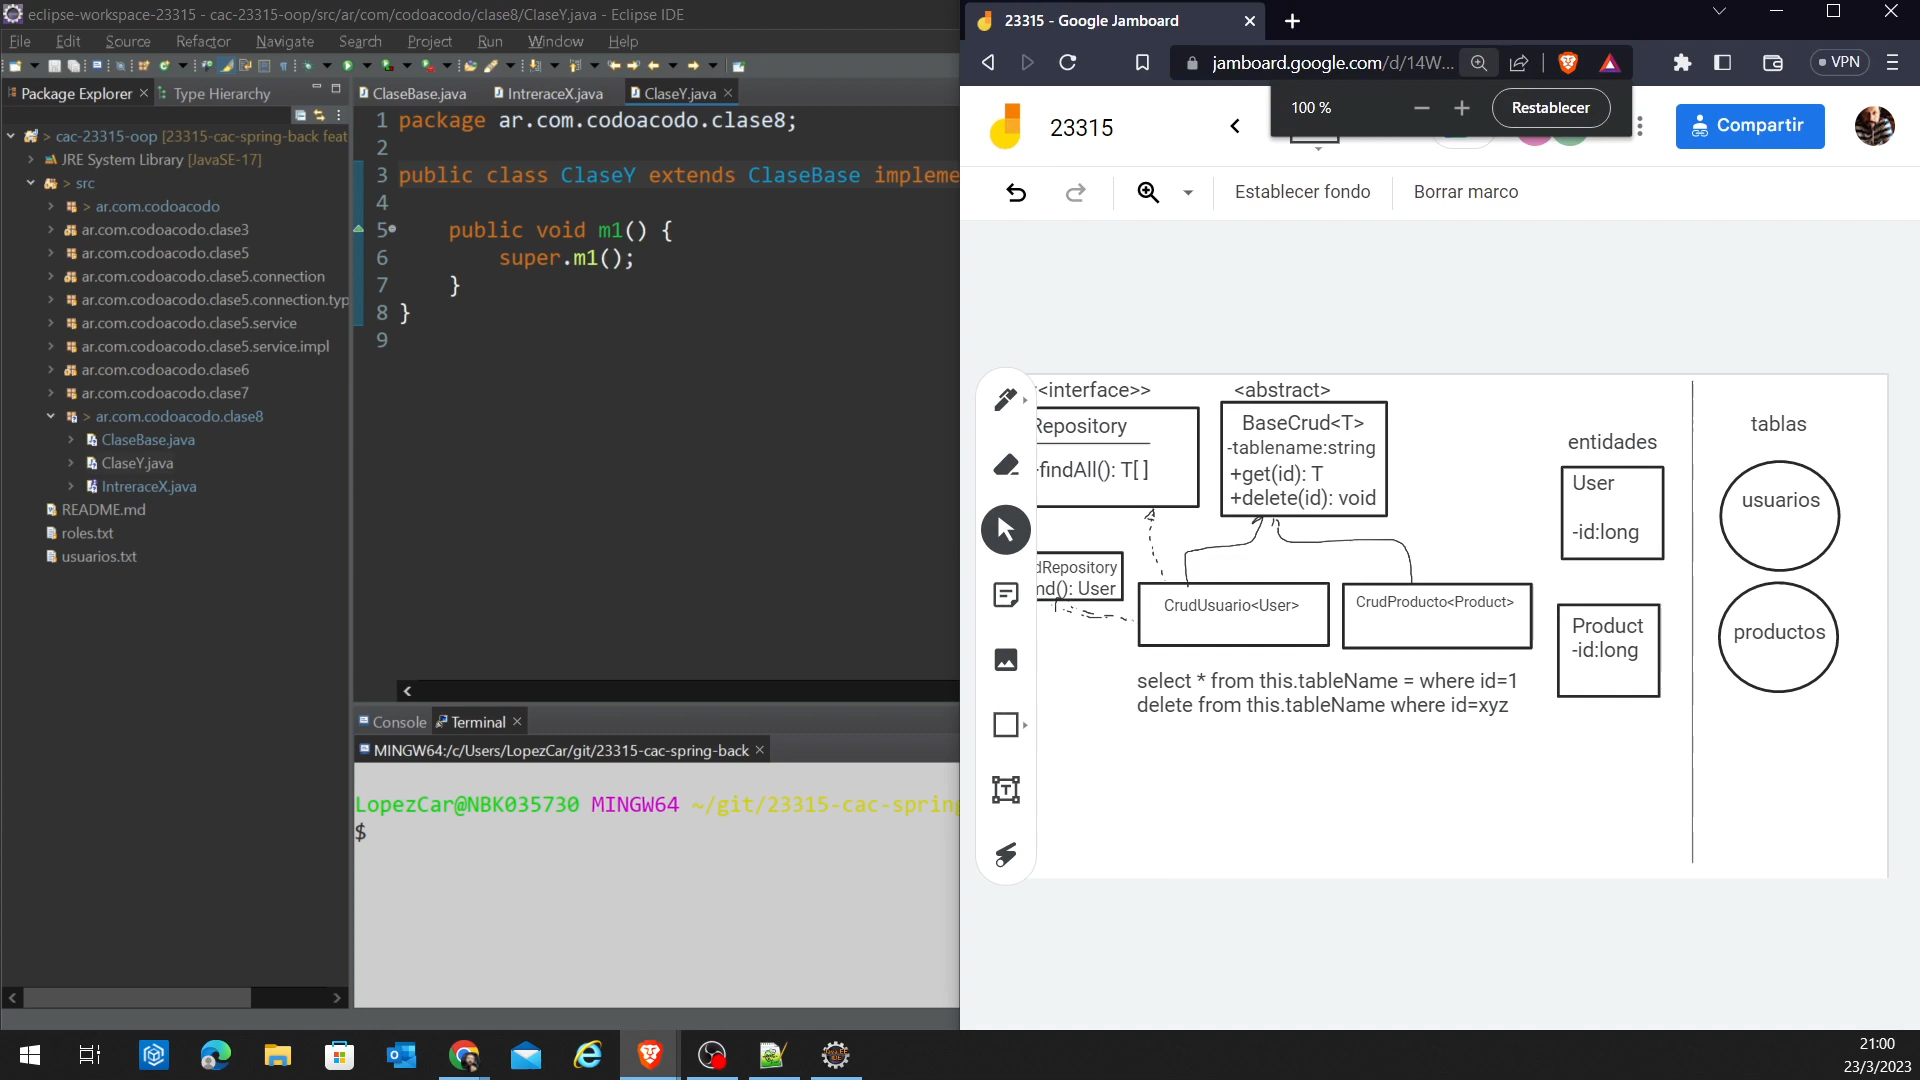 eclipse-workspace-23315 - cac-23315-oop/src/ar/com/codoacodo/clase8/ClaseY.java - Eclipse IDE
File Edit Source Refactor Navigate Search Project Run Window Help
Package Explorer
Type Hierarchy
cac-23315-oop [23315-cac-spring-back feat
JRE System Library [JavaSE-17]
src
ar.com.codoacodo
ar.com.codoacodo.clase3
ar.com.codoacodo.clase5
ar.com.codoacodo.clase5.connection
ar.com.codoacodo.clase5.connection.typ
ar.com.codoacodo.clase5.service
ar.com.codoacodo.clase5.service.impl
ar.com.codoacodo.clase6
ar.com.codoacodo.clase7
ar.com.codoacodo.clase8
ClaseBase.java
ClaseY.java
IntreraceX.java
README.md
roles.txt
usuarios.txt
ClaseBase.java IntreraceX.java ClaseY.java
1 package ar.com.codoacodo.clase8;
2
3 public class ClaseY extends ClaseBase impleme
4
5 public void m1() {
6 super.m1();
7 }
8 }
9
Console Terminal
MINGW64:/c/Users/LopezCar/git/23315-cac-spring-back
LopezCar@NBK035730 MINGW64 ~/git/23315-cac-spring
$
23315 - Google Jamboard
jamboard.google.com/d/14W...
VPN
100 %
Restablecer
23315
Compartir
Establecer fondo
Borrar marco
<interface>>
Repository
findAll(): T[]
<abstract>
BaseCrud<T>
-tablename:string
+get(id): T
+delete(id): void
dRepository
nd(): User
CrudUsuario<User>
CrudProducto<Product>
select * from this.tableName = where id=1
delete from this.tableName where id=xyz
entidades
User
-id:long
Product
-id:long
tablas
usuarios
productos
21:00
23/3/2023